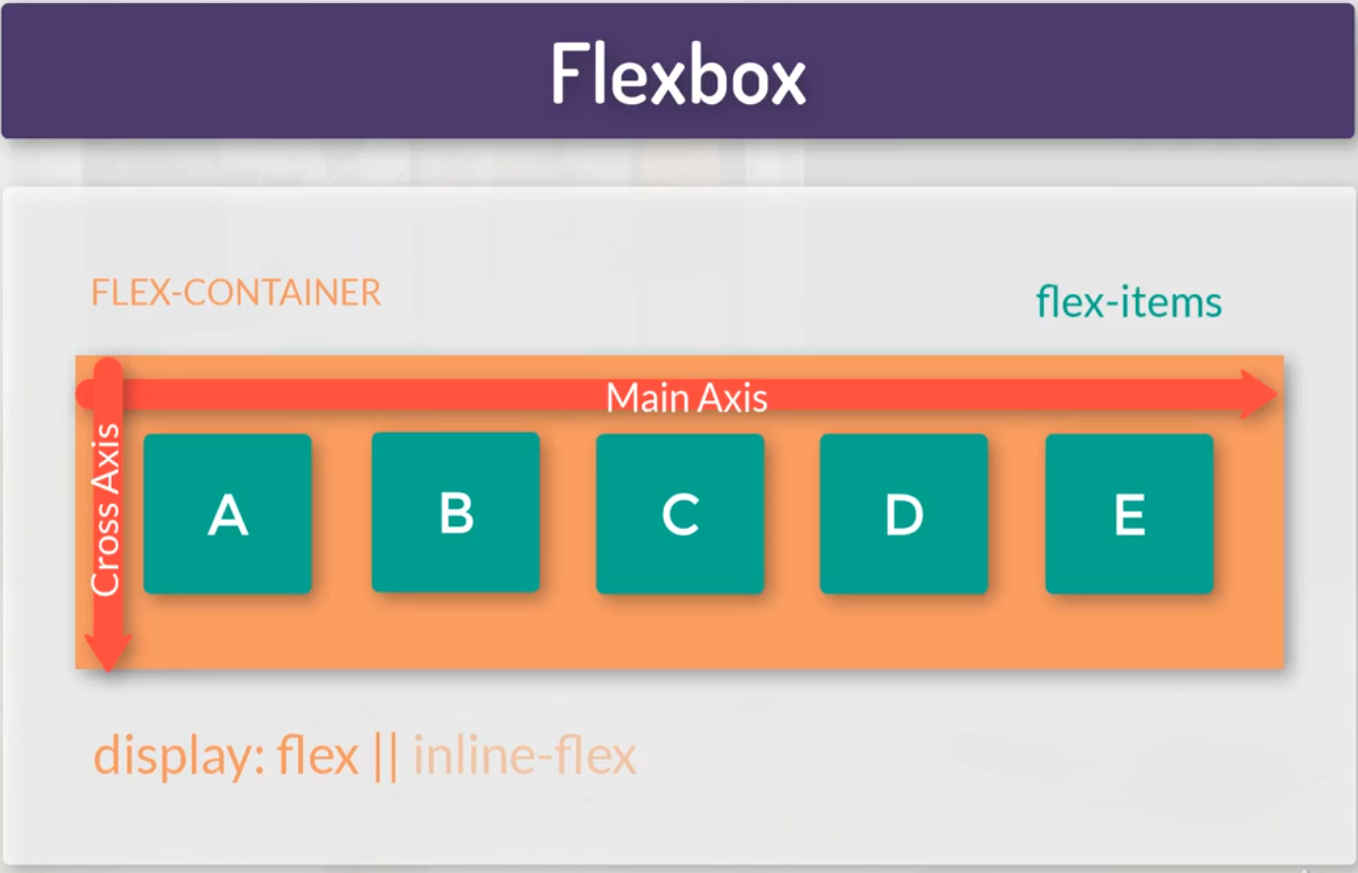 Flexbox
FLEX-CONTAINER
flex-items
Main Axis
Cross Axis
A
B
C
D
E
display: flex || inline-flex